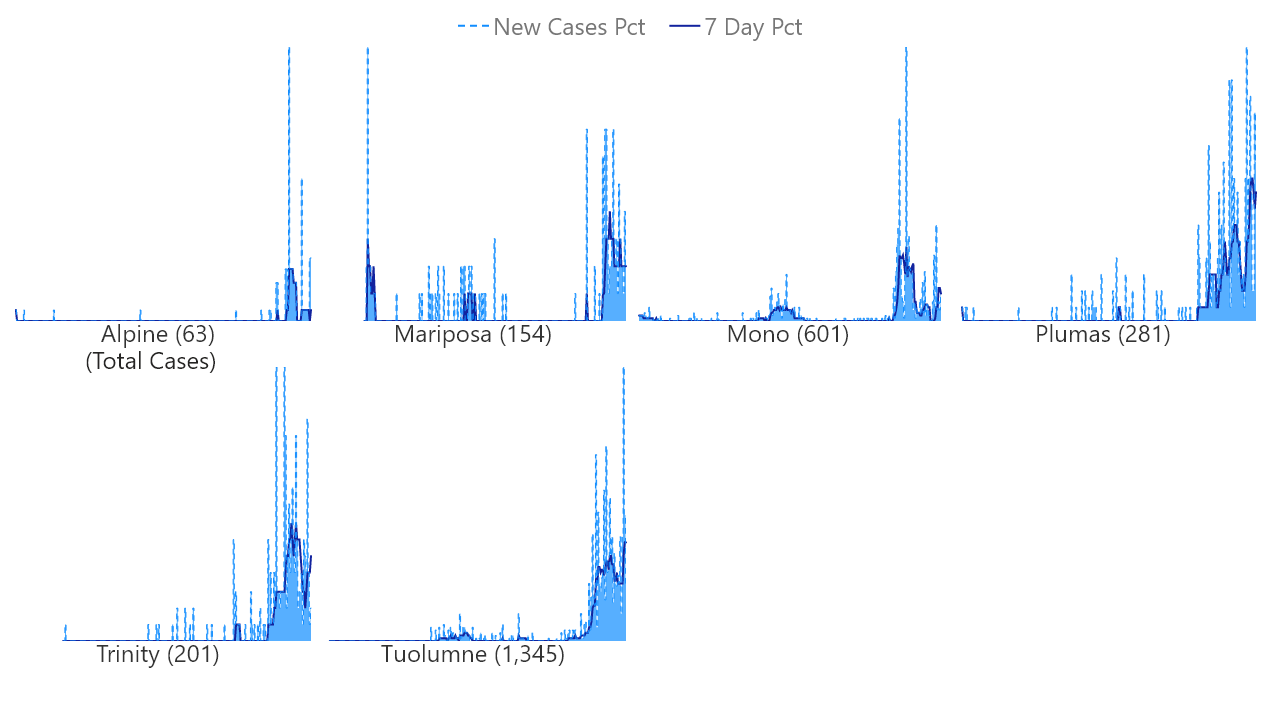 New Cases Pct 7 Day Pct
Alpine (63)
(Total Cases)
Mariposa (154)
Mono (601)
Plumas (281)
Trinity (201)
Tuolumne (1,345)